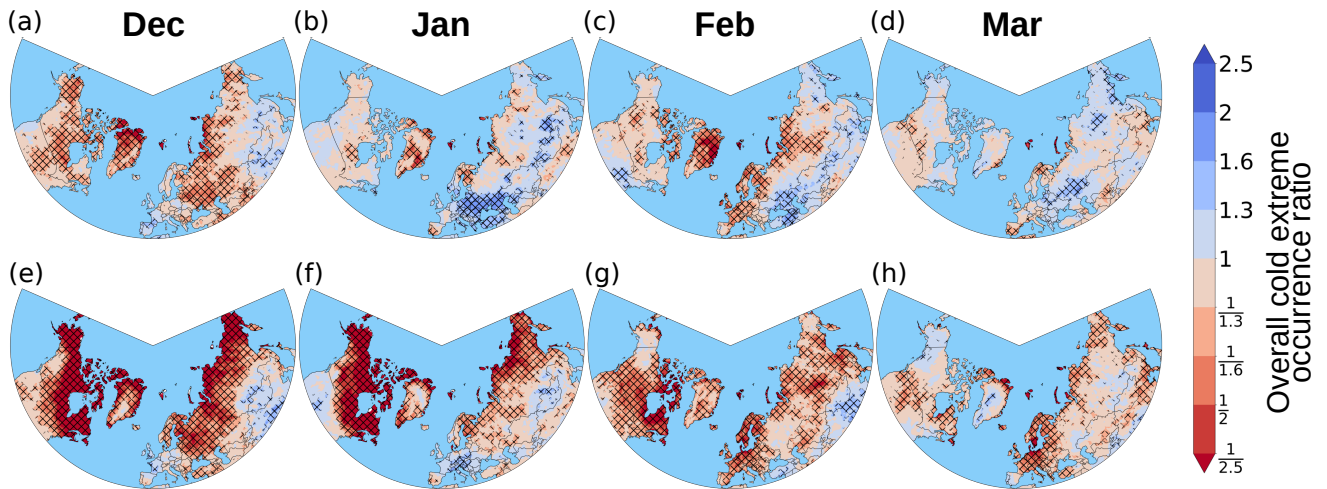 (a) Dec (b) Jan (c) Feb (d) Mar
(e) (f) (g) (h)
2.5
2
1.6
1.3
1
1/1.3
1/1.6
1/2
1/2.5
Overall cold extreme
occurrence ratio